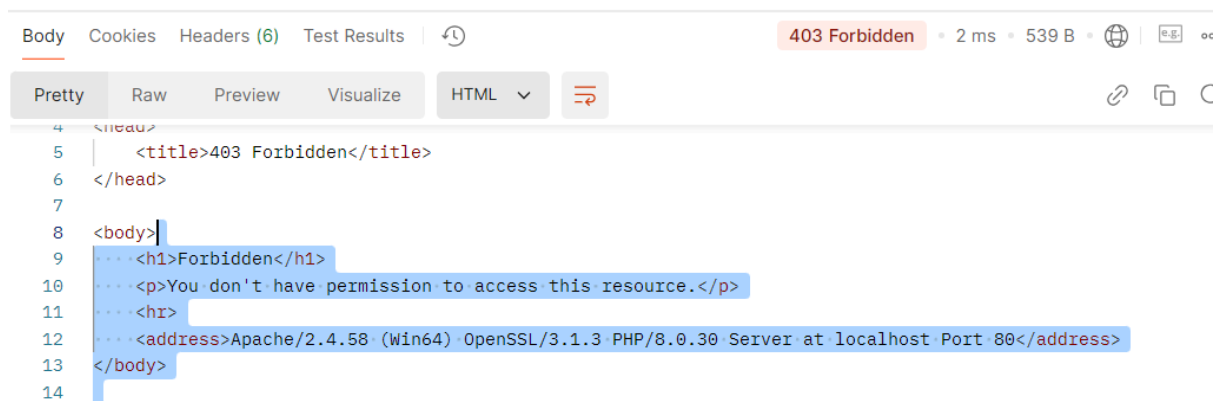 Body Cookies Headers (6) Test Results 403 Forbidden 2 ms 539 B e.g.
Pretty Raw Preview Visualize HTML
4 <head>
5 <title>403 Forbidden</title>
6 </head>
7
8 <body>
9 <h1>Forbidden</h1>
10 <p>You don't have permission to access this resource.</p>
11 <hr>
12 <address>Apache/2.4.58 (Win64) OpenSSL/3.1.3 PHP/8.0.30 Server at localhost Port 80</address>
13 </body>
14